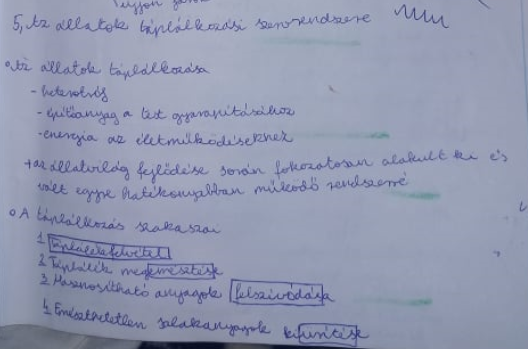 5, Az állatok táplálkozási szervrendszere
Az állatok táplálkozása
- heterotróf
- építőanyag a test gyarapításához
- energia az életműködésekhez
+ az állatvilág fejlődése során fokozatosan alakult ki és
vált egyre hatékonyabban működő rendszerré
A táplálkozás szakaszai
1 táplálékfelvétel
2 Táplálék megemésztése
3 Hasznosítható anyagok felszívódása
4 Emészthetetlen salakanyagok kiürítése